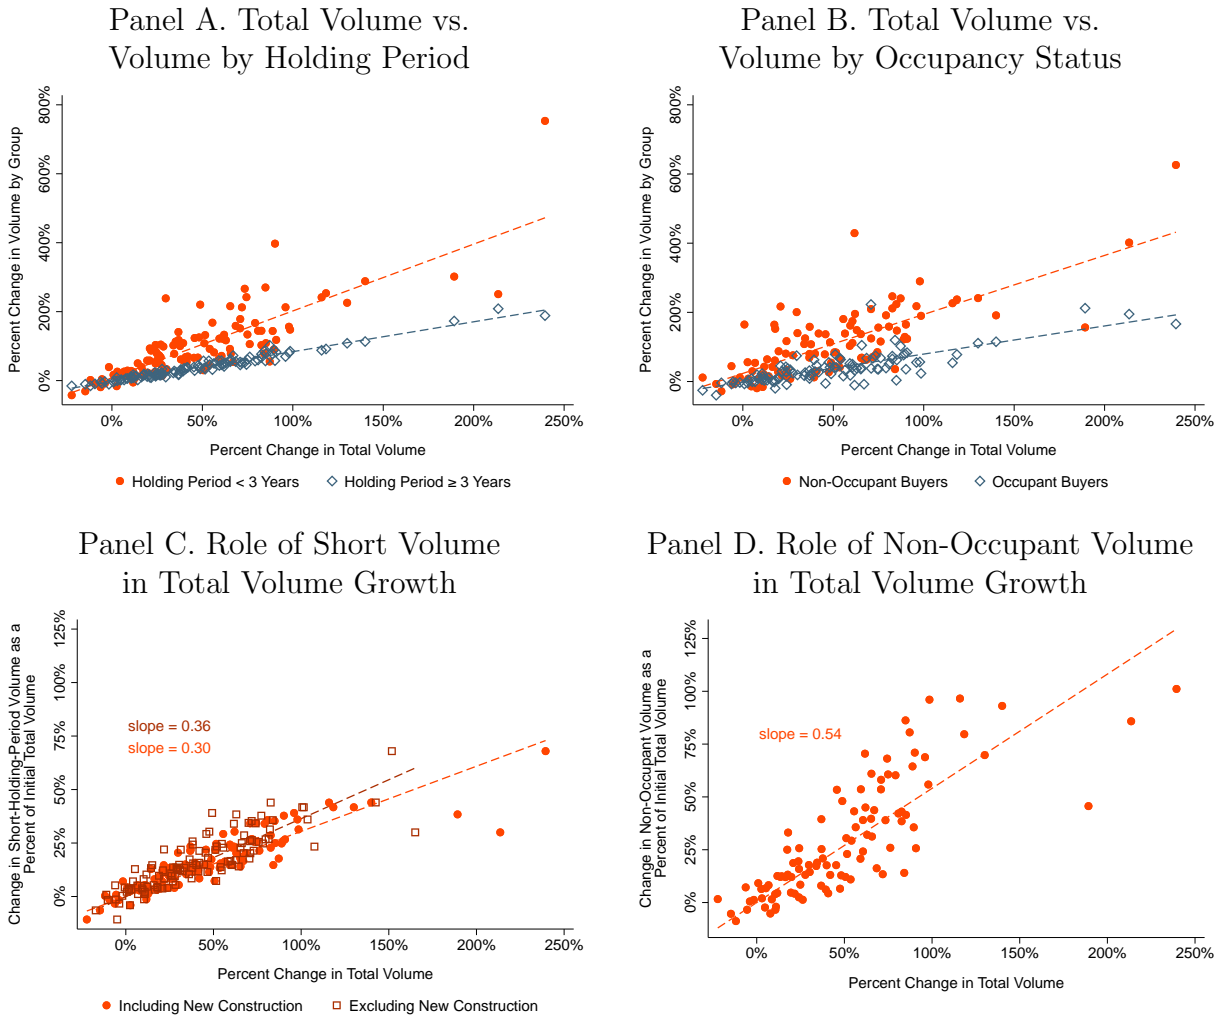 Panel A. Total Volume vs.
Volume by Holding Period
Percent Change in Volume by Group
800%
600%
400%
200%
0%
0%
50%
100%
150%
200%
250%
Percent Change in Total Volume
Holding Period < 3 Years
Holding Period ≥ 3 Years
Panel B. Total Volume vs.
Volume by Occupancy Status
Percent Change in Volume by Group
800%
600%
400%
200%
0%
0%
50%
100%
150%
200%
250%
Percent Change in Total Volume
Non-Occupant Buyers
Occupant Buyers
Panel C. Role of Short Volume
in Total Volume Growth
Change in Short-Holding-Period Volume as a
Percent of Initial Total Volume
125%
100%
75%
50%
25%
0%
slope = 0.36
slope = 0.30
0%
50%
100%
150%
200%
250%
Percent Change in Total Volume
Including New Construction
Excluding New Construction
Panel D. Role of Non-Occupant Volume
in Total Volume Growth
Change in Non-Occupant Volume as a
Percent of Initial Total Volume
125%
100%
75%
50%
25%
0%
slope = 0.54
0%
50%
100%
150%
200%
250%
Percent Change in Total Volume